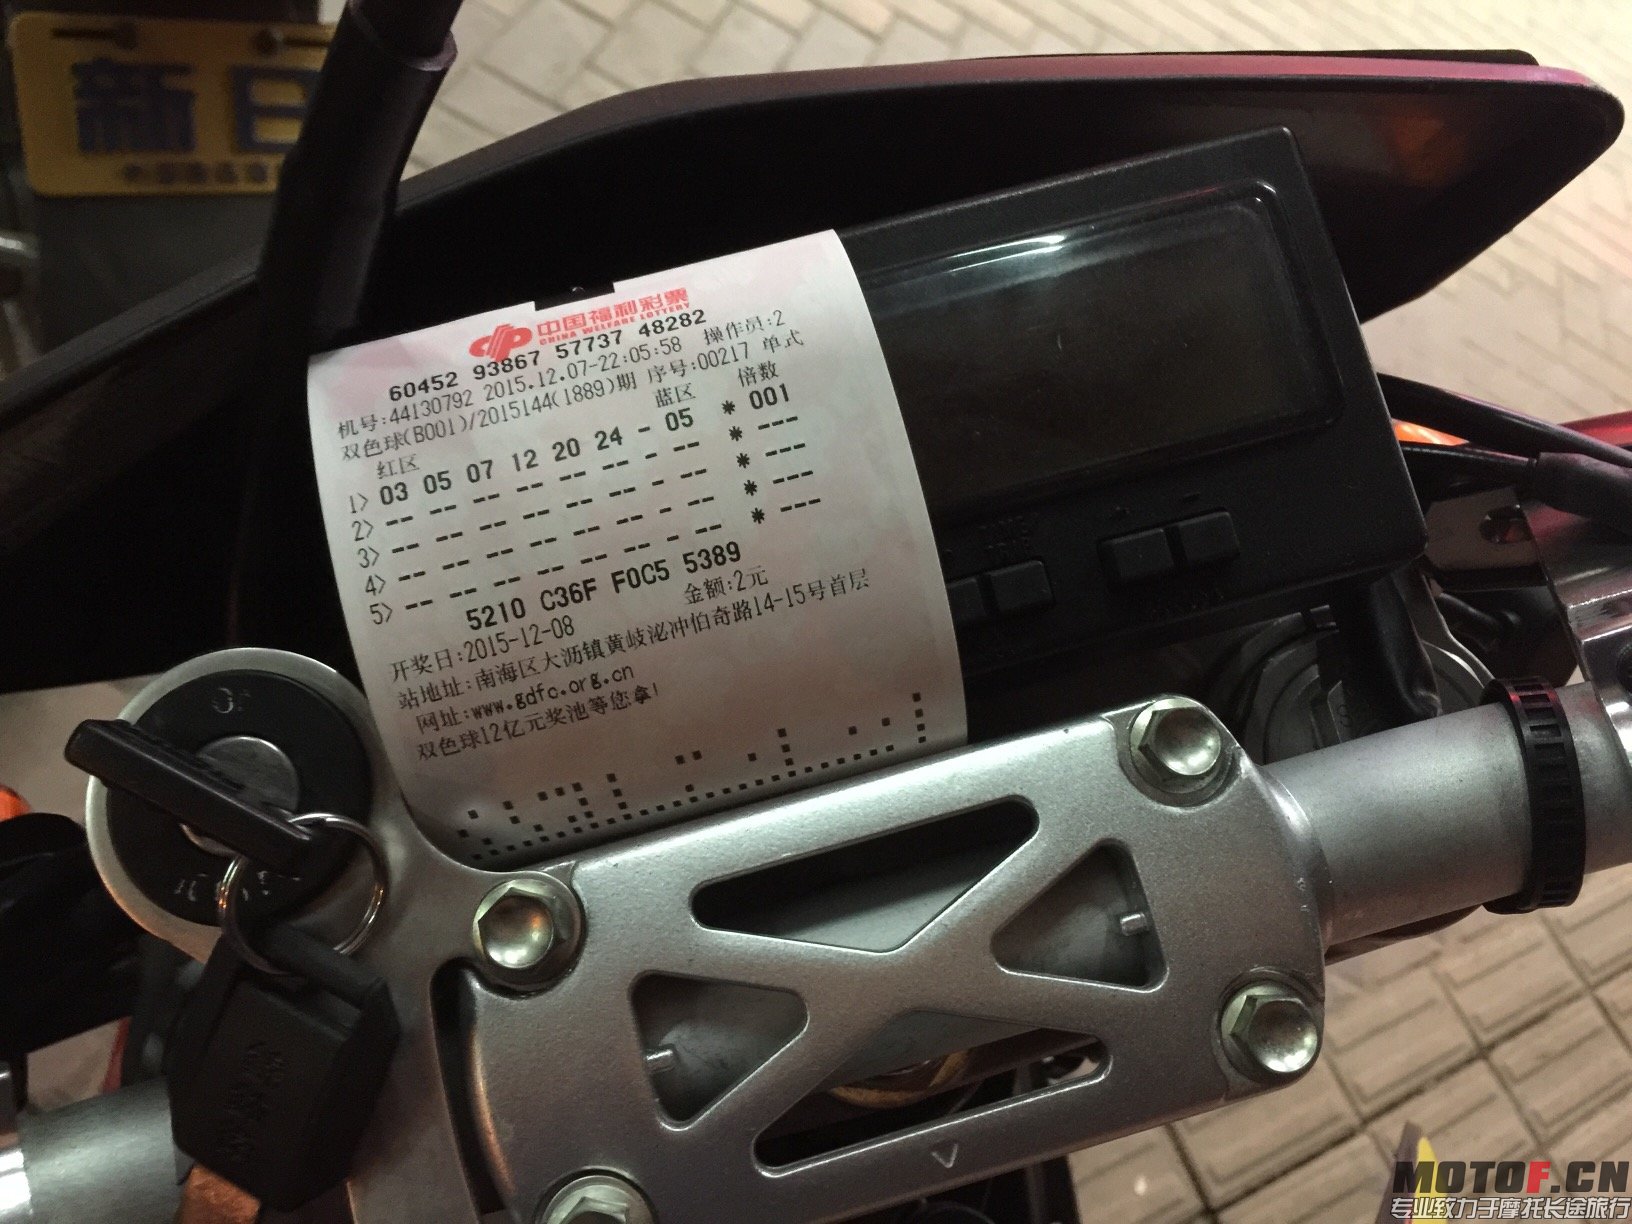 新日
中国福利彩票
CHINA WELFARE LOTTERY
60452 93867 57737 48282
机号:44130792 2015.12.07-22:05:58 操作员:2
双色球(B001)/2015144(1889)期 序号:00217 单式
红区 蓝区 倍数
1> 03 05 07 12 20 24 - 05 * 001
2> -- -- -- -- -- -- - -- * ---
3> -- -- -- -- -- -- - -- * ---
4> -- -- -- -- -- -- - -- * ---
5> -- -- -- -- -- -- - -- * ---
5210 C36F F0C5 5389
开奖日:2015-12-08 金额:2元
站地址:南海区大沥镇黄岐泌冲伯奇路14-15号首层
网址:www.gdfc.org.cn
双色球12亿元奖池等您拿!
MOTOF.CN
专业致力于摩托长途旅行